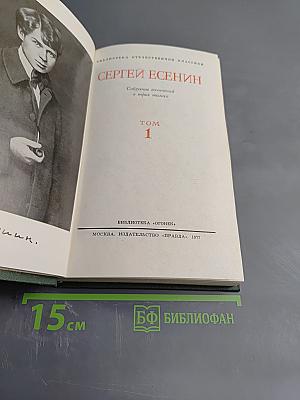 БИБЛИОТЕКА ОТЕЧЕСТВЕННОЙ КЛАССИКИ
СЕРГЕЙ ЕСЕНИН
Собрание сочинений
в трех томах
ТОМ
1
БИБЛИОТЕКА «ОГОНЕК»
МОСКВА. ИЗДАТЕЛЬСТВО «ПРАВДА». 1977
15 см
БФ БИБЛИОФАН